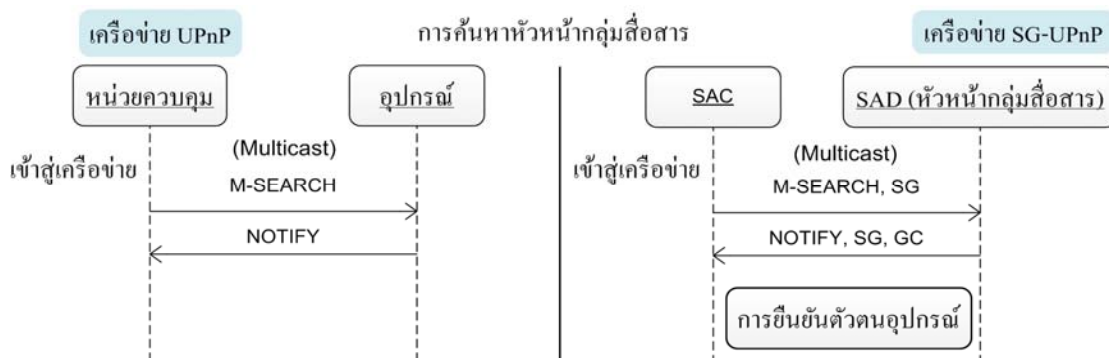 เครือข่าย UPnP
การค้นหาหัวหน้ากลุ่มสื่อสาร
เครือข่าย SG-UPnP
หน่วยควบคุม
อุปกรณ์
SAC
SAD (หัวหน้ากลุ่มสื่อสาร)
เข้าสู่เครือข่าย
(Multicast)
M-SEARCH
NOTIFY
เข้าสู่เครือข่าย
(Multicast)
M-SEARCH, SG
NOTIFY, SG, GC
การยืนยันตัวตนอุปกรณ์